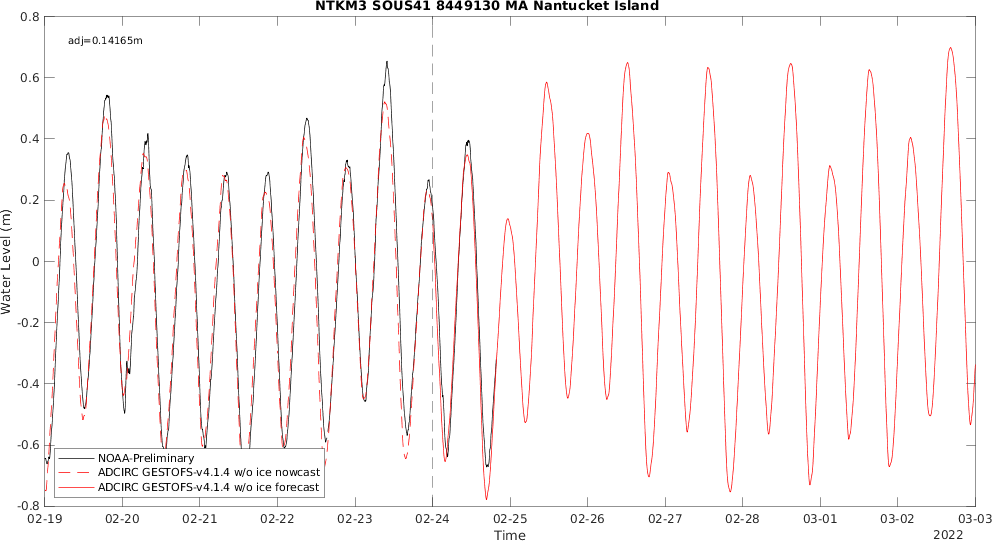 NTKM3 SOUS41 8449130 MA Nantucket Island
adj=0.14165m
0.8
0.6
0.4
0.2
0
-0.2
-0.4
-0.6
-0.8
Water Level (m)
NOAA-Preliminary
ADCIRC GESTOFS-v4.1.4 w/o ice nowcast
ADCIRC GESTOFS-v4.1.4 w/o ice forecast
02-19 02-20 02-21 02-22 02-23 02-24 02-25 02-26 02-27 02-28 03-01 03-02 03-03
Time
2022